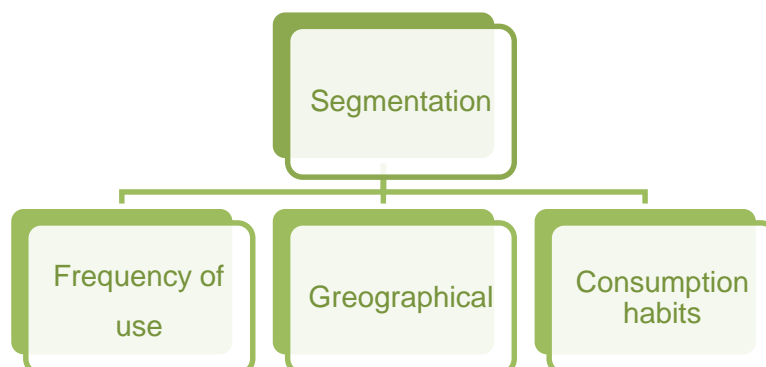 Segmentation
Frequency of
use
Greographical
Consumption
habits